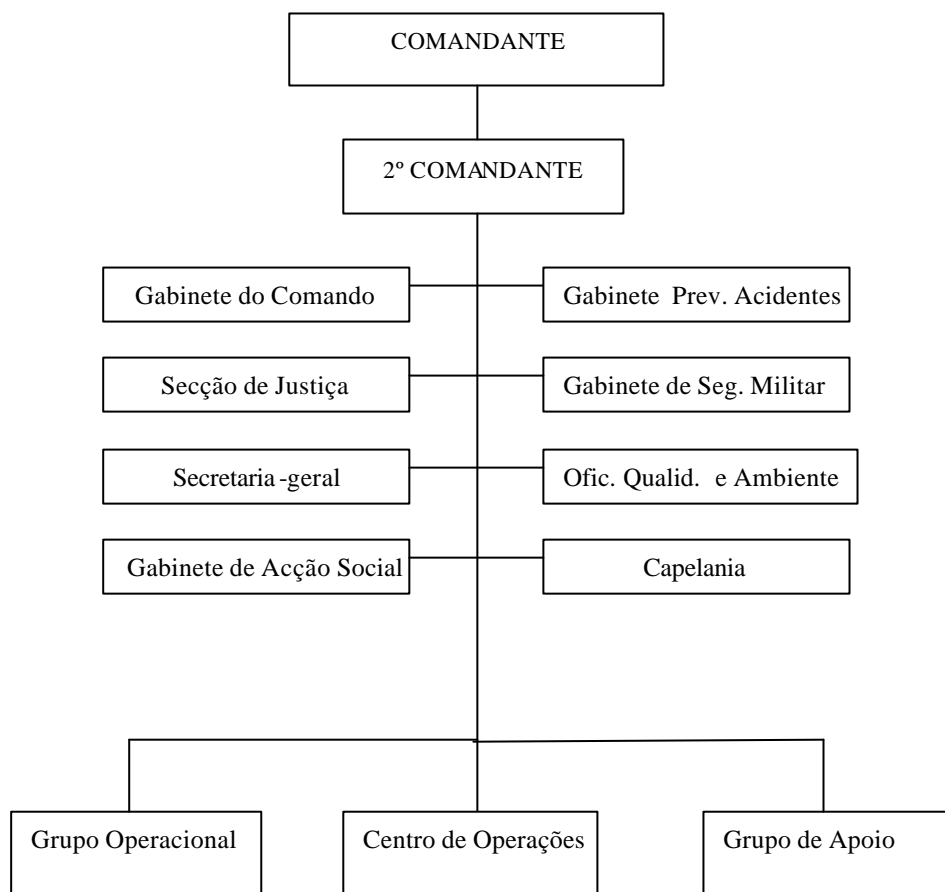 COMANDANTE
2º COMANDANTE
Gabinete do Comando
Gabinete Prev. Acidentes
Secção de Justiça
Gabinete de Seg. Militar
Secretaria-geral
Ofic. Qualid. e Ambiente
Gabinete de Acção Social
Capelania
Grupo Operacional
Centro de Operações
Grupo de Apoio